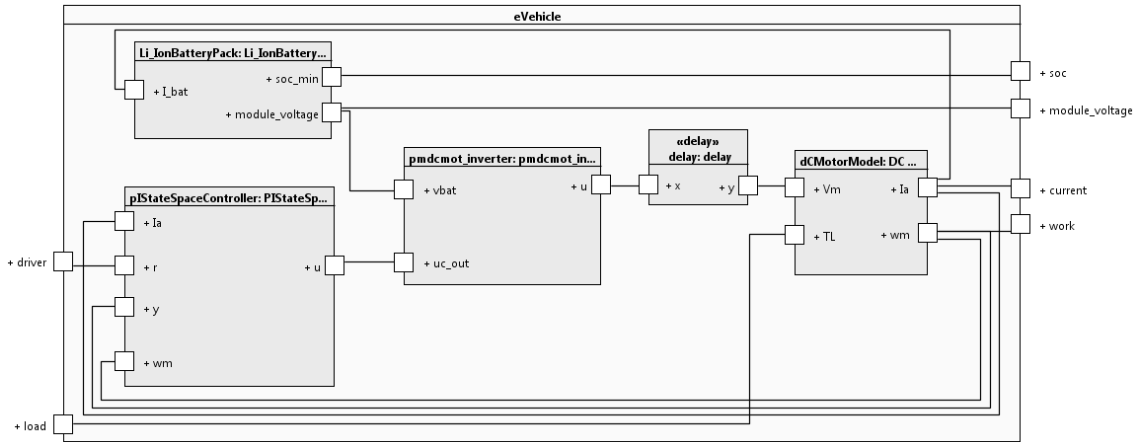 eVehicle
Li_IonBatteryPack: Li_IonBattery...
+ soc_min
+ I_bat
+ module_voltage
+ soc
+ module_voltage
«delay»
delay: delay
+ x
+ y
pmdcmot_inverter: pmdcmot_in...
+ vbat
+ u
+ uc_out
dCMotorModel: DC ...
+ Vm
+ Ia
+ TL
+ wm
+ current
+ work
pIStateSpaceController: PIStateSp...
+ Ia
+ r
+ u
+ y
+ wm
+ driver
+ load